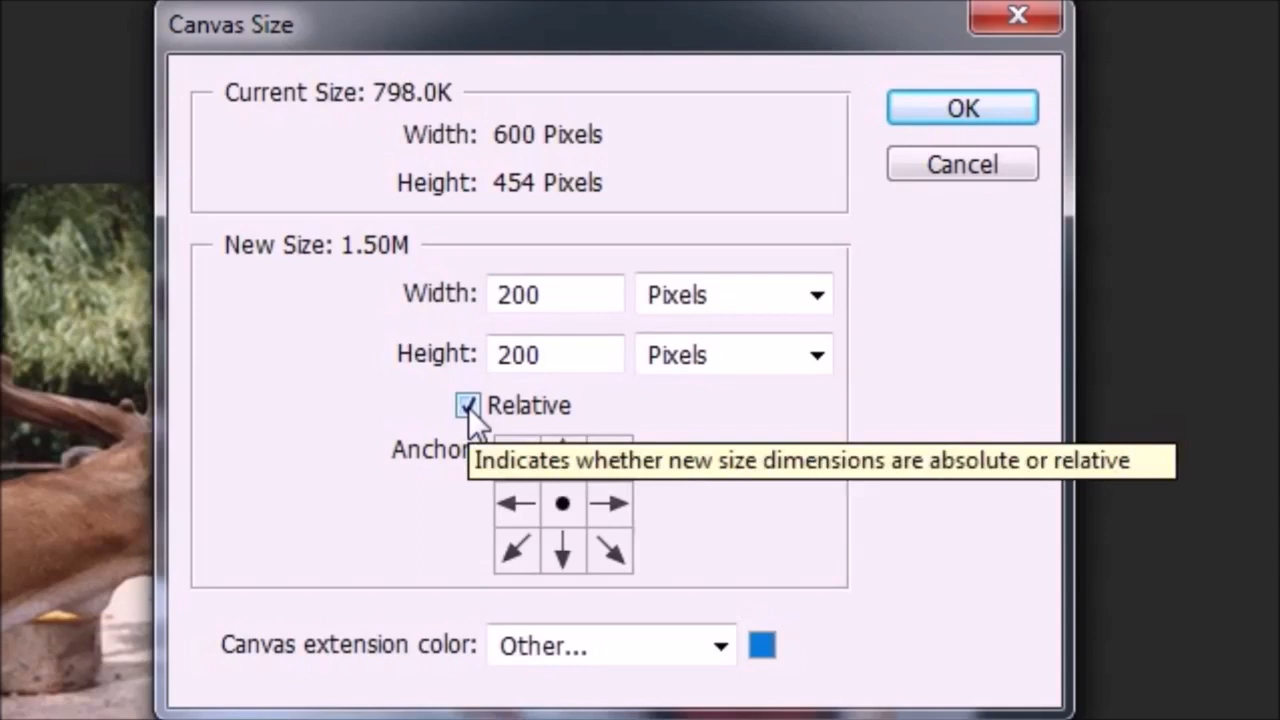 Canvas Size
Current Size: 798.0K
Width: 600 Pixels
Height: 454 Pixels
OK
Cancel
New Size: 1.50M
Width: 200 Pixels
Height: 200 Pixels
Relative
Anchor
Indicates whether new size dimensions are absolute or relative
Canvas extension color: Other...